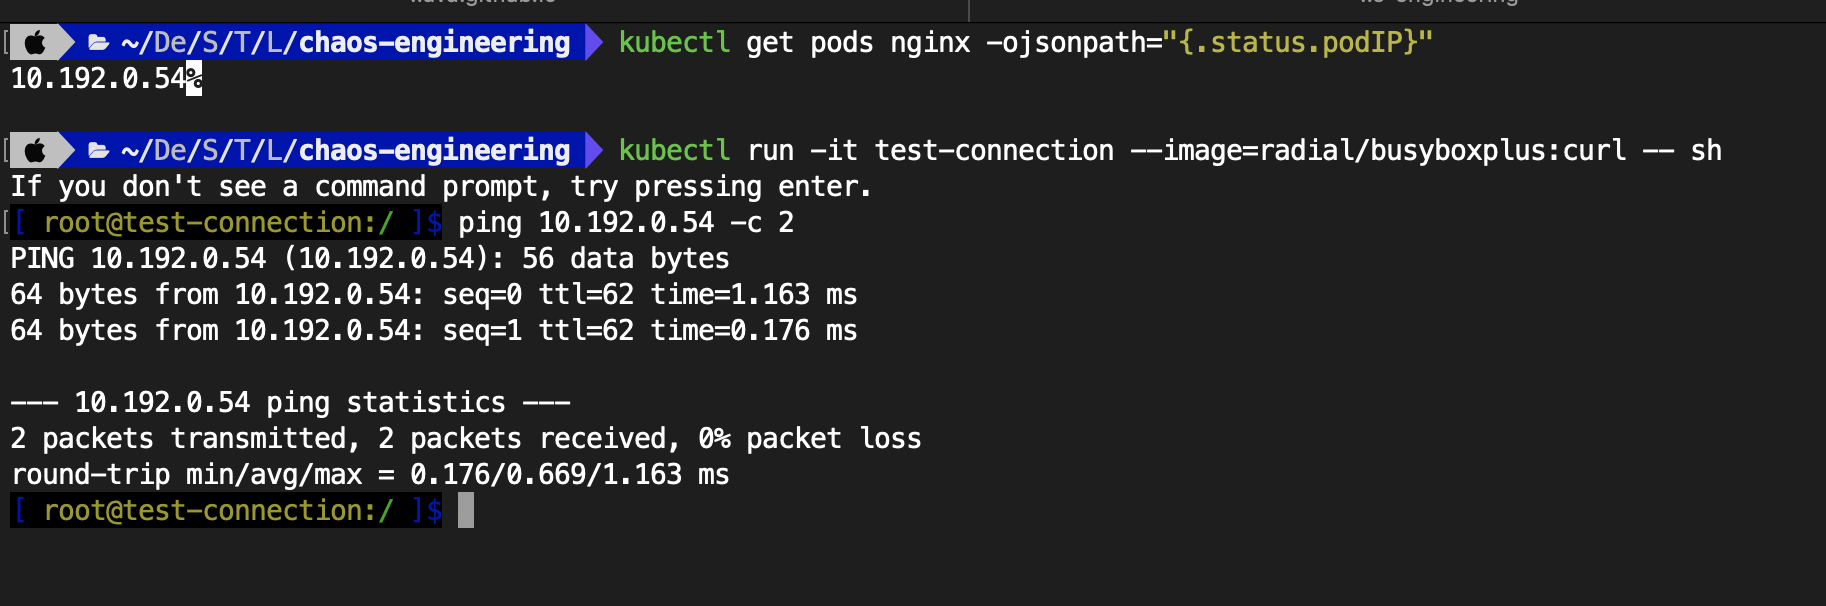 ~/De/S/T/L/chaos-engineering kubectl get pods nginx -ojsonpath="{.status.podIP}"
10.192.0.54%
~/De/S/T/L/chaos-engineering kubectl run -it test-connection --image=radial/busyboxplus:curl -- sh
If you don't see a command prompt, try pressing enter.
[ root@test-connection:/ ]$ ping 10.192.0.54 -c 2
PING 10.192.0.54 (10.192.0.54): 56 data bytes
64 bytes from 10.192.0.54: seq=0 ttl=62 time=1.163 ms
64 bytes from 10.192.0.54: seq=1 ttl=62 time=0.176 ms
--- 10.192.0.54 ping statistics ---
2 packets transmitted, 2 packets received, 0% packet loss
round-trip min/avg/max = 0.176/0.669/1.163 ms
[ root@test-connection:/ ]$